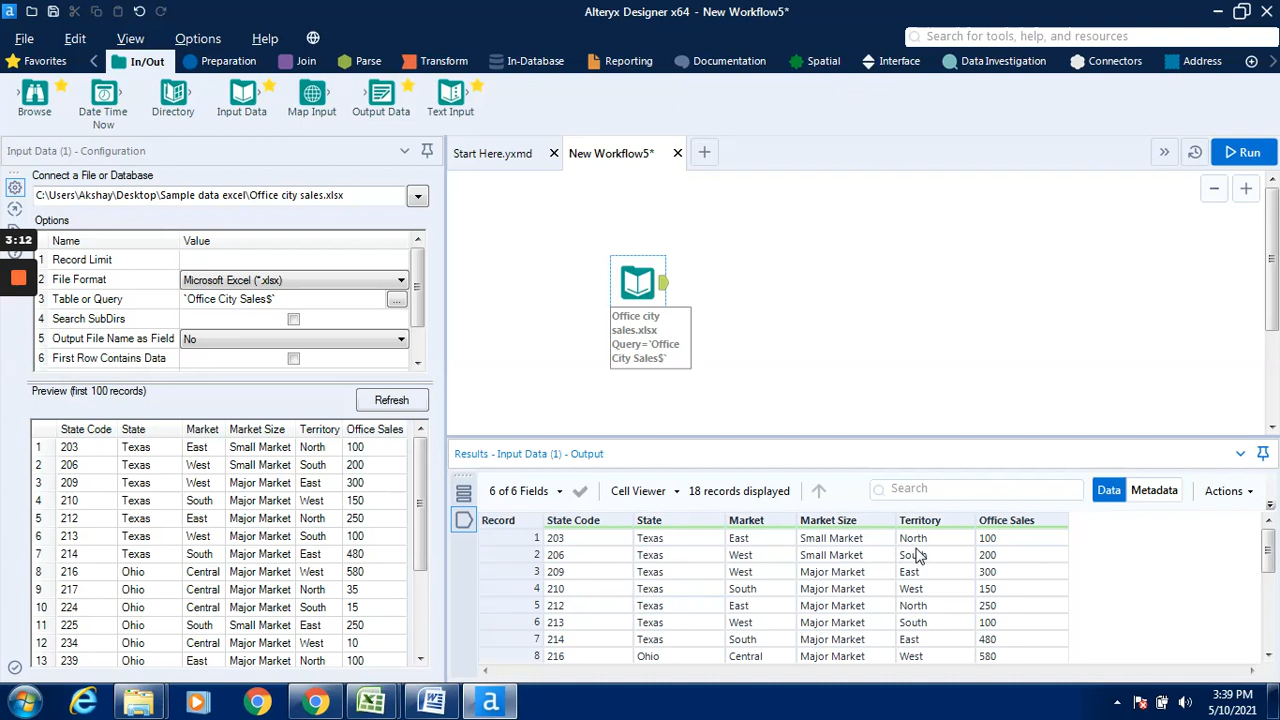 Alteryx Designer x64 - New Workflow5*
File Edit View Options Help
Search for tools, help, and resources
Favorites In/Out Preparation Join Parse Transform In-Database Reporting Documentation Spatial Interface Data Investigation Connectors Address
Browse Date Time Now Directory Input Data Map Input Output Data Text Input
Input Data (1) - Configuration
Start Here.yxmd New Workflow5* Run
Connect a File or Database
C:\Users\Akshay\Desktop\Sample data excel\Office city sales.xlsx
Options
3:12
Name Value
1 Record Limit
2 File Format Microsoft Excel (*.xlsx)
3 Table or Query `Office City Sales$` ...
4 Search SubDirs
5 Output File Name as Field No
6 First Row Contains Data
Office city
sales.xlsx
Query=`Office
City Sales$`
Preview (first 100 records) Refresh
State Code State Market Market Size Territory Office Sales
1 203 Texas East Small Market North 100
2 206 Texas West Small Market South 200
3 209 Texas West Major Market East 300
4 210 Texas South Major Market West 150
5 212 Texas East Major Market North 250
6 213 Texas West Major Market South 100
7 214 Texas South Major Market East 480
8 216 Ohio Central Major Market West 580
9 217 Ohio Central Major Market North 35
10 224 Ohio Central Major Market South 15
11 225 Ohio South Small Market East 250
12 234 Ohio Central Major Market West 10
13 239 Ohio East Major Market North 100
Results - Input Data (1) - Output
6 of 6 Fields Cell Viewer 18 records displayed Search Data Metadata Actions
Record State Code State Market Market Size Territory Office Sales
1 203 Texas East Small Market North 100
2 206 Texas West Small Market South 200
3 209 Texas West Major Market East 300
4 210 Texas South Major Market West 150
5 212 Texas East Major Market North 250
6 213 Texas West Major Market South 100
7 214 Texas South Major Market East 480
8 216 Ohio Central Major Market West 580
3:39 PM
5/10/2021